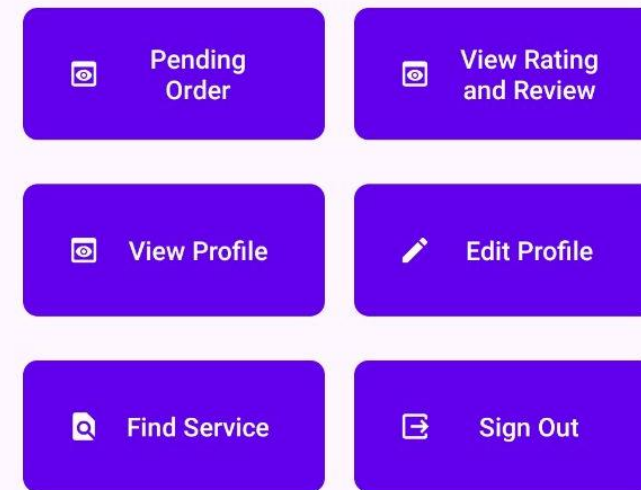 Pending
Order
View Rating
and Review
View Profile
Edit Profile
Find Service
Sign Out